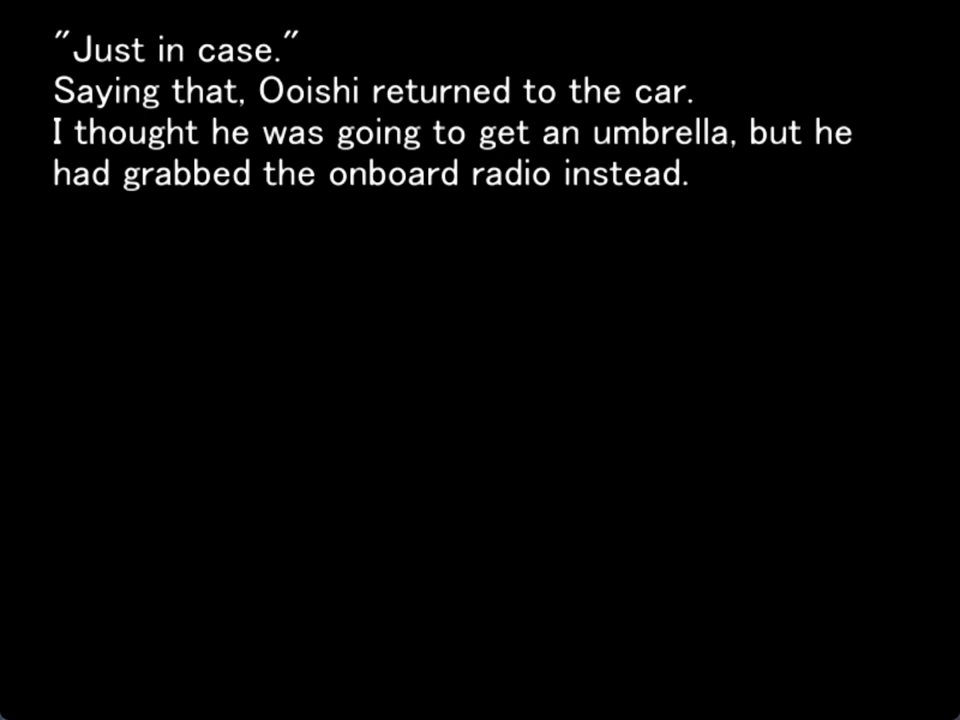 "Just in case."
Saying that, Ooishi returned to the car.
I thought he was going to get an umbrella, but he
had grabbed the onboard radio instead.